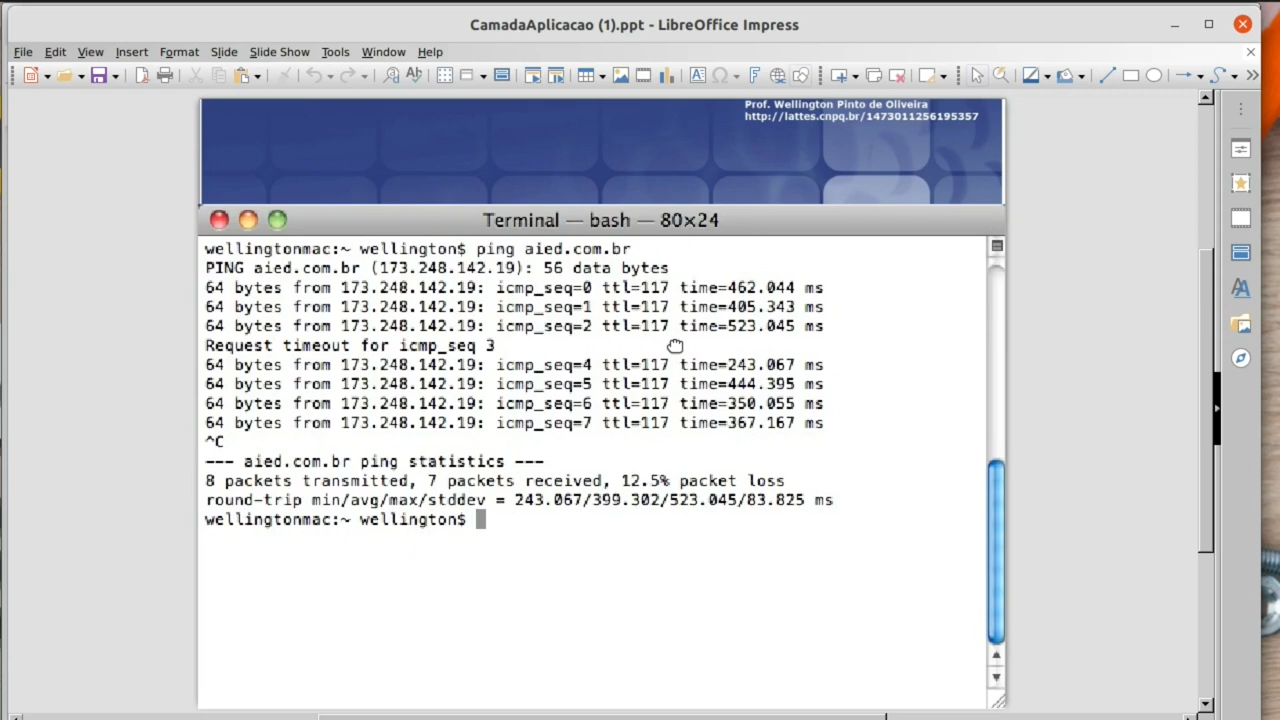 CamadaAplicacao (1).ppt - LibreOffice Impress
File Edit View Insert Format Slide Slide Show Tools Window Help
Prof. Wellington Pinto de Oliveira
http://lattes.cnpq.br/1473011256195357
Terminal — bash — 80×24
wellingtonmac:~ wellington$ ping aied.com.br
PING aied.com.br (173.248.142.19): 56 data bytes
64 bytes from 173.248.142.19: icmp_seq=0 ttl=117 time=462.044 ms
64 bytes from 173.248.142.19: icmp_seq=1 ttl=117 time=405.343 ms
64 bytes from 173.248.142.19: icmp_seq=2 ttl=117 time=523.045 ms
Request timeout for icmp_seq 3
64 bytes from 173.248.142.19: icmp_seq=4 ttl=117 time=243.067 ms
64 bytes from 173.248.142.19: icmp_seq=5 ttl=117 time=444.395 ms
64 bytes from 173.248.142.19: icmp_seq=6 ttl=117 time=350.055 ms
64 bytes from 173.248.142.19: icmp_seq=7 ttl=117 time=367.167 ms
^C
--- aied.com.br ping statistics ---
8 packets transmitted, 7 packets received, 12.5% packet loss
round-trip min/avg/max/stddev = 243.067/399.302/523.045/83.825 ms
wellingtonmac:~ wellington$